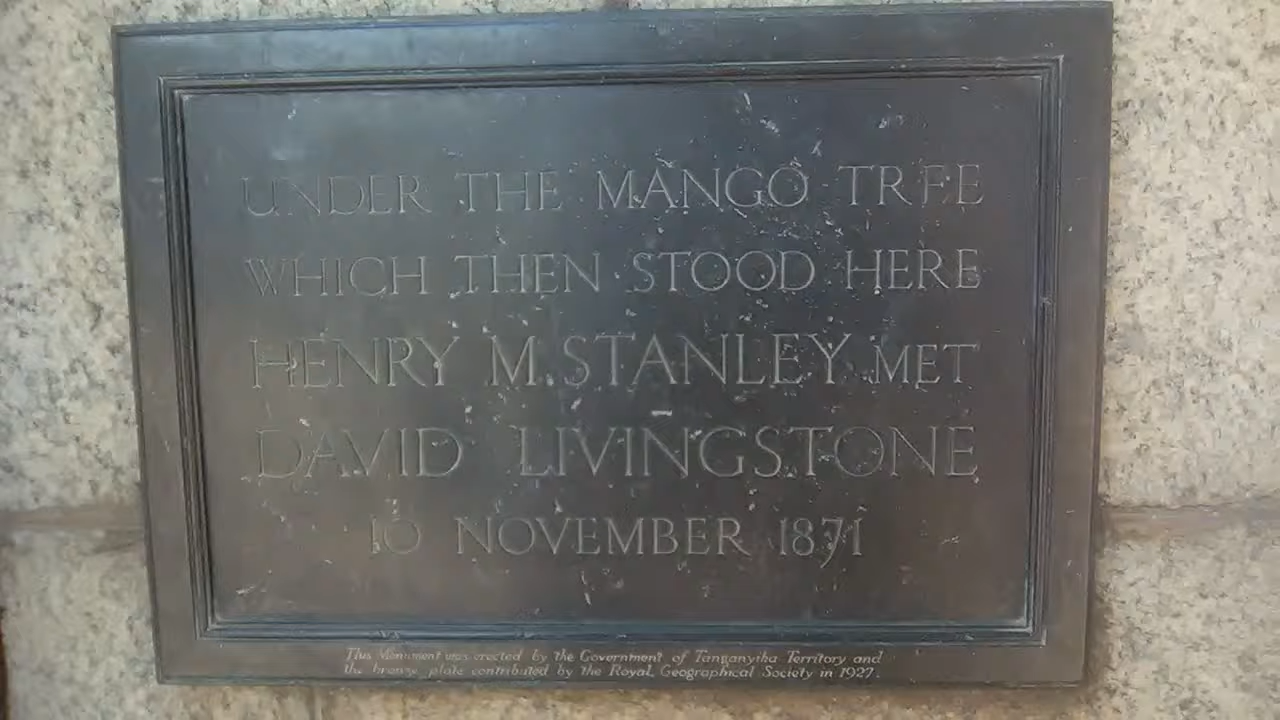 UNDER THE MANGO TREE
WHICH THEN STOOD HERE
HENRY M. STANLEY MET
DAVID LIVINGSTONE
10 NOVEMBER 1871
This Monument was erected by the Government of Tanganyika Territory and
the bronze plate contributed by the Royal Geographical Society in 1927.